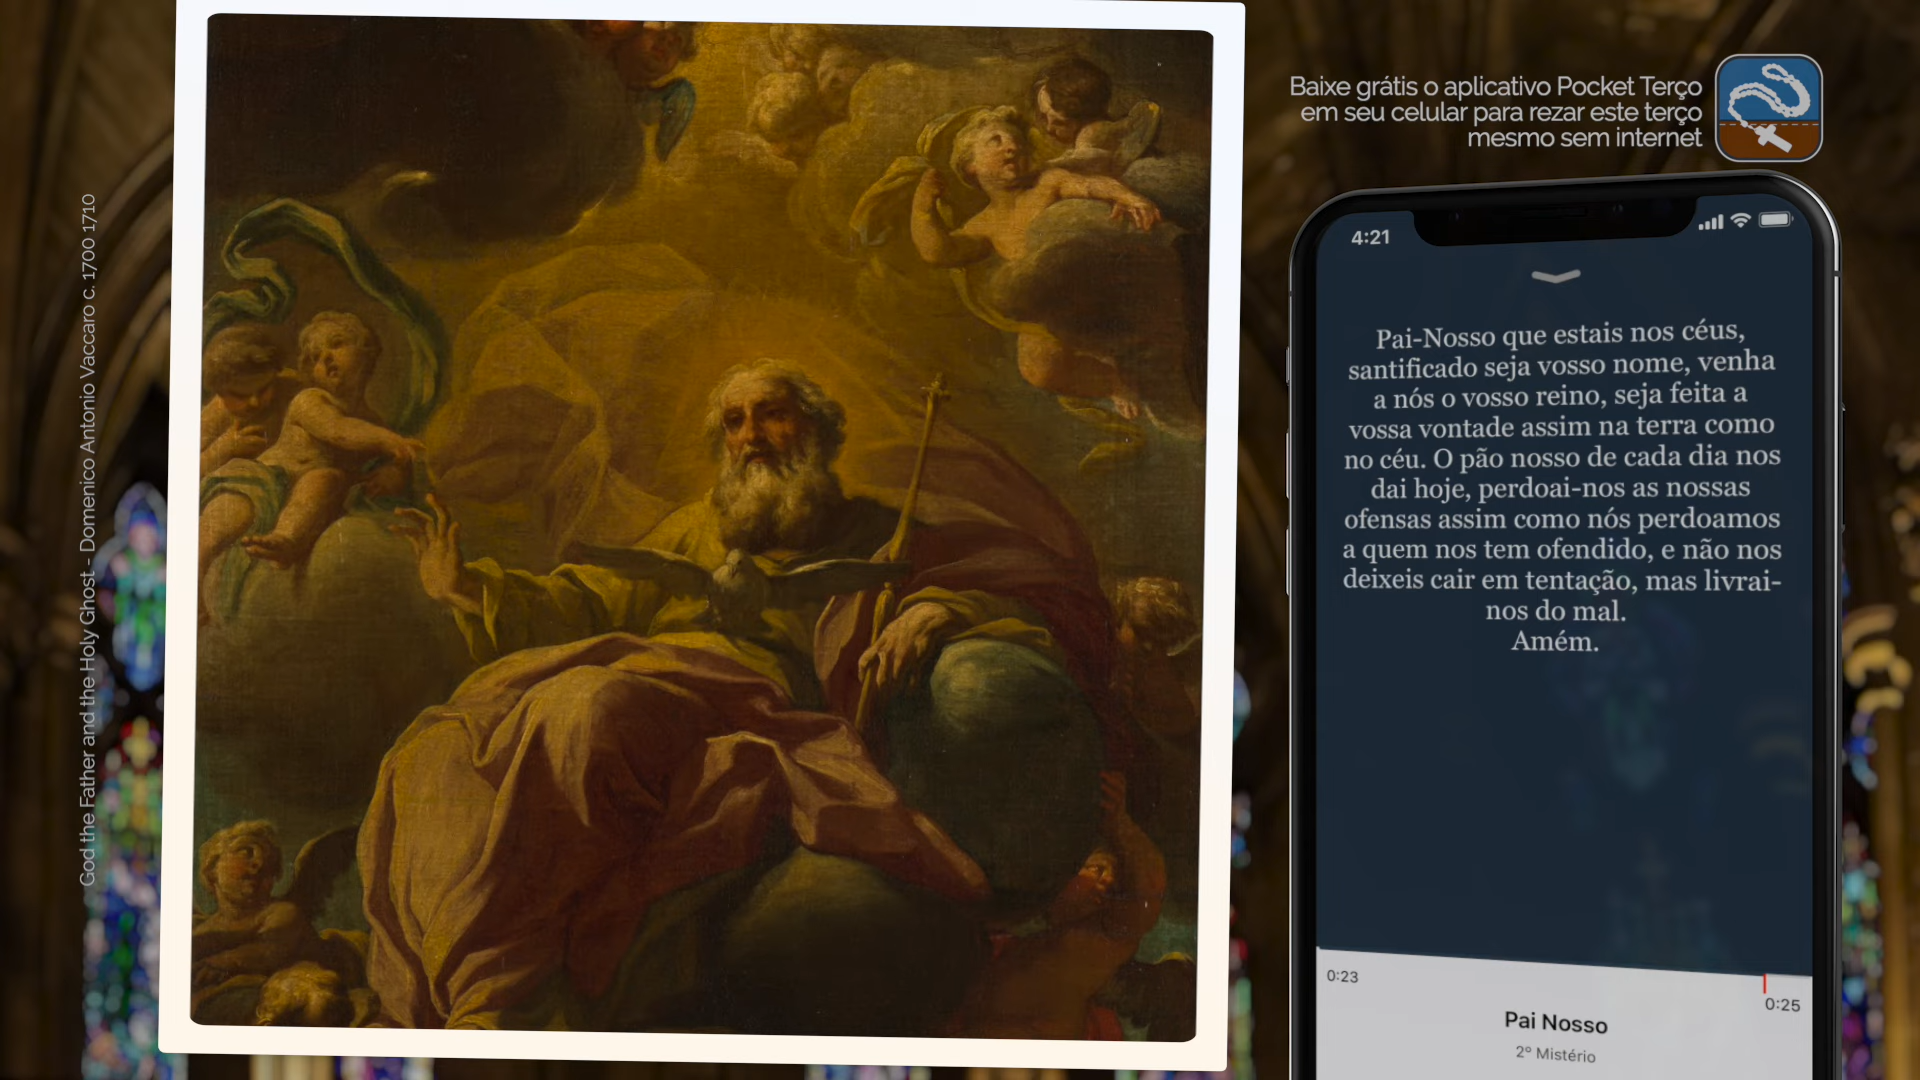 God the Father and the Holy Ghost - Domenico Antonio Vaccaro c. 1700 1710
Baixe grátis o aplicativo Pocket Terço
em seu celular para rezar este terço
mesmo sem internet
4:21
Pai-Nosso que estais nos céus,
santificado seja vosso nome, venha
a nós o vosso reino, seja feita a
vossa vontade assim na terra como
no céu. O pão nosso de cada dia nos
dai hoje, perdoai-nos as nossas
ofensas assim como nós perdoamos
a quem nos tem ofendido, e não nos
deixeis cair em tentação, mas livrai-
nos do mal.
Amém.
0:23
0:25
Pai Nosso
2º Mistério